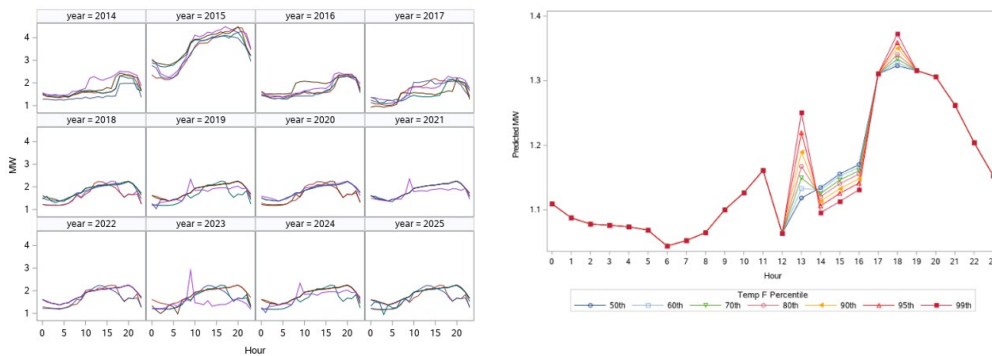 year = 2014 year = 2015 year = 2016 year = 2017
4
3
2
1
year = 2018 year = 2019 year = 2020 year = 2021
4
3
2
1
year = 2022 year = 2023 year = 2024 year = 2025
4
3
2
1
MW
0 5 10 15 20 0 5 10 15 20 0 5 10 15 20 0 5 10 15 20
Hour
1.4
1.3
1.2
1.1
Predicted MW
0 1 2 3 4 5 6 7 8 9 10 11 12 13 14 15 16 17 18 19 20 21 22 2
Hour
Temp F Percentile
50th 60th 70th 80th 90th 95th 99th